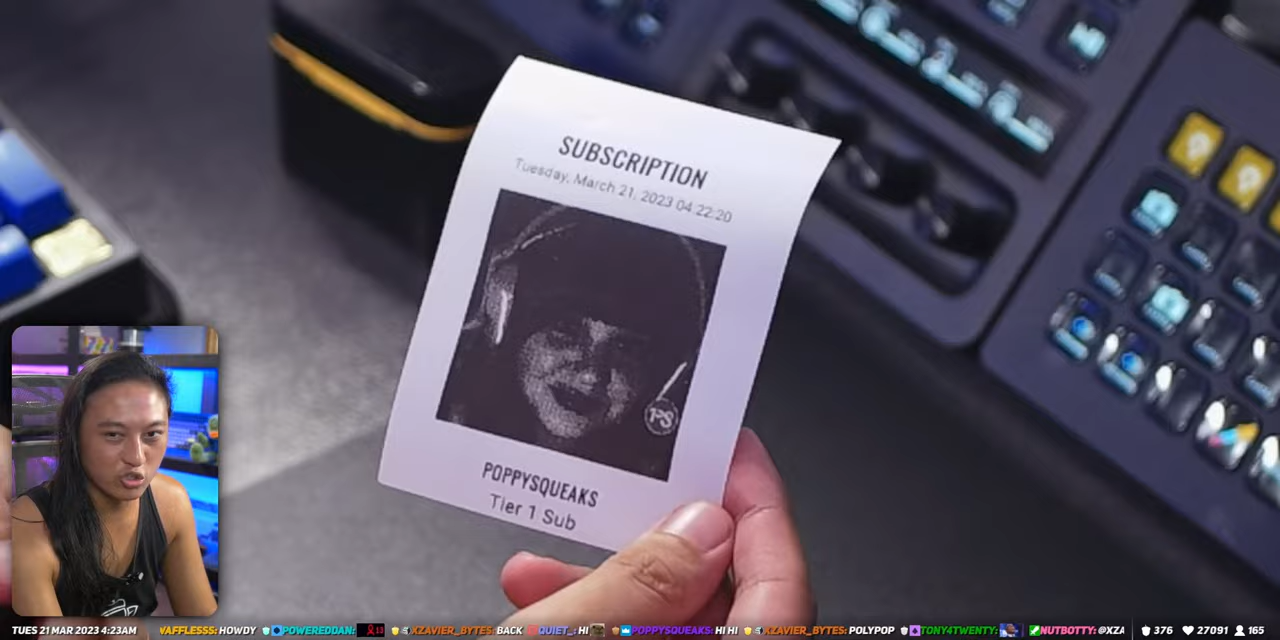 SUBSCRIPTION
Tuesday, March 21, 2023 04:22:20
1PS
POPPYSQUEAKS
Tier 1 Sub
TUES 21 MAR 2023 4:23AM VAFFLESSS: HOWDY POWEREDDAN: XZAVIER_BYTES: BACK QUIET_: HI POPPYSQUEAKS: HI HI XZAVIER_BYTES: POLYPOP TONY4TWENTY: NUTBOTTY: @XZA 376 27091 165